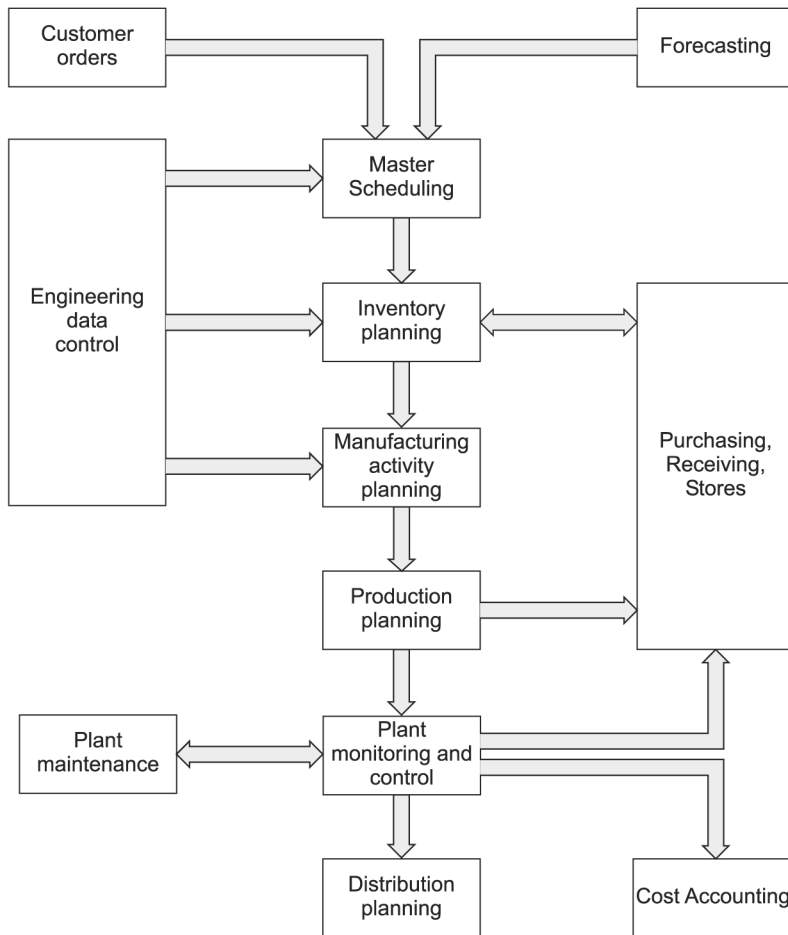 Customer
orders
Forecasting
Master
Scheduling
Engineering
data
control
Inventory
planning
Purchasing,
Receiving,
Stores
Manufacturing
activity
planning
Production
planning
Plant
maintenance
Plant
monitoring and
control
Distribution
planning
Cost Accounting